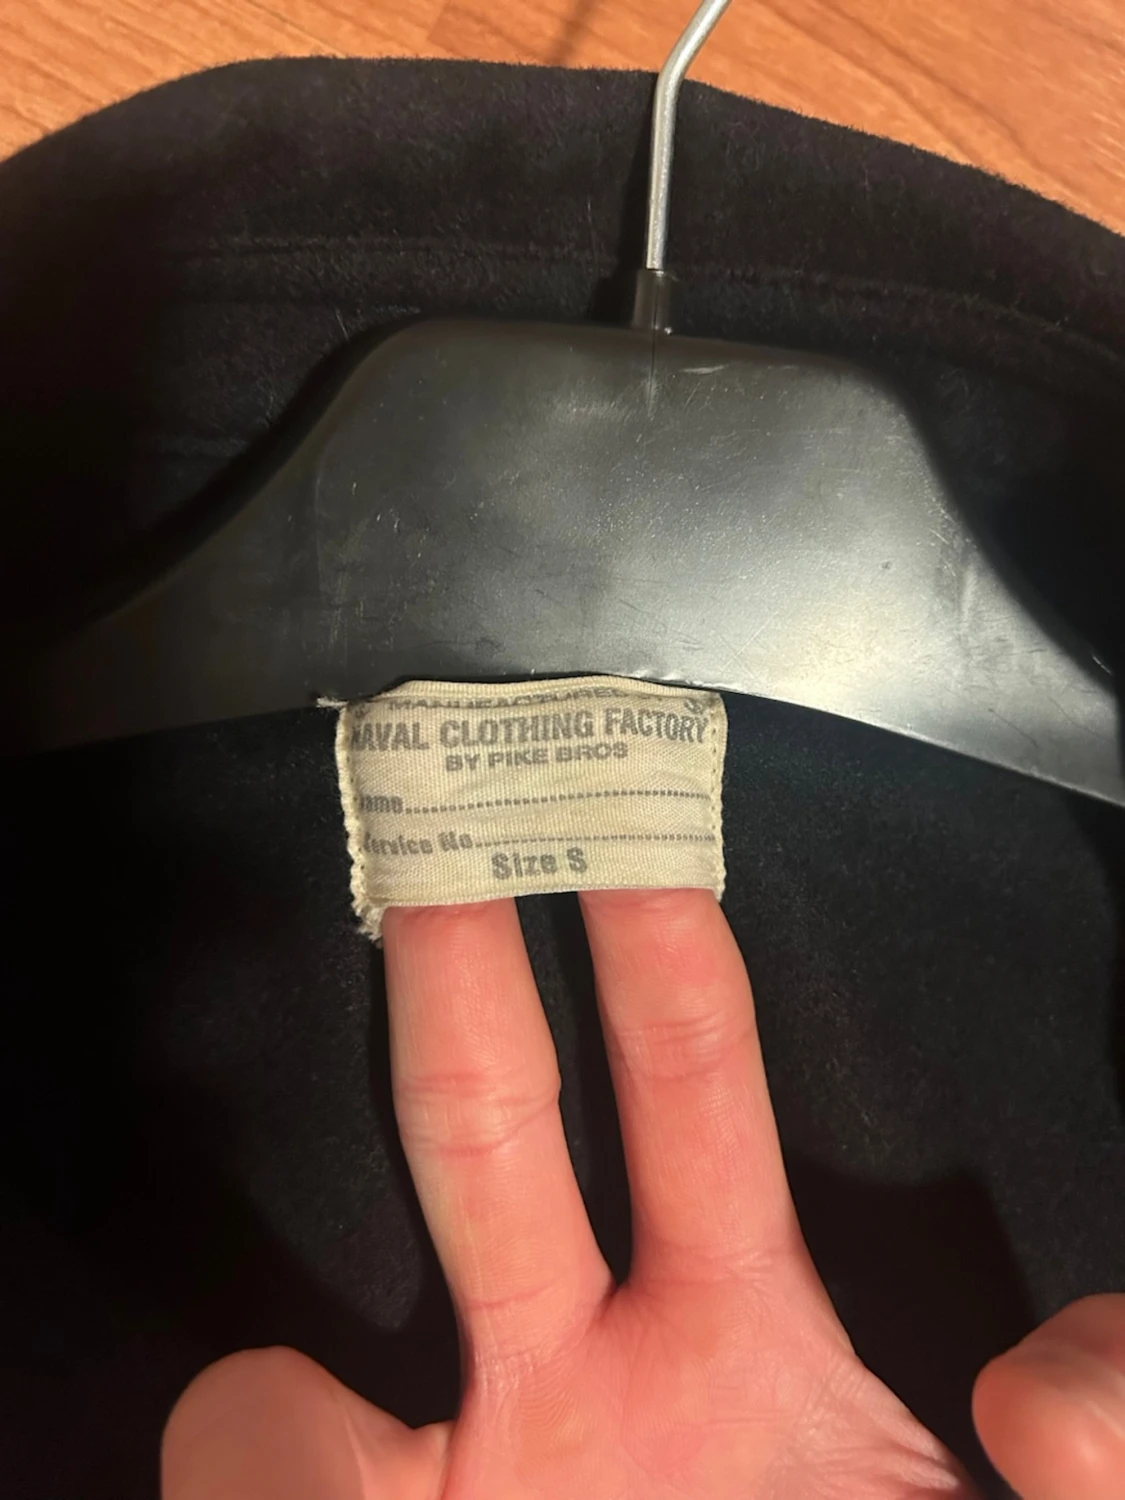 MANUFACTURED
NAVAL CLOTHING FACTORY
BY PIKE BROS
Name
Service No
Size S